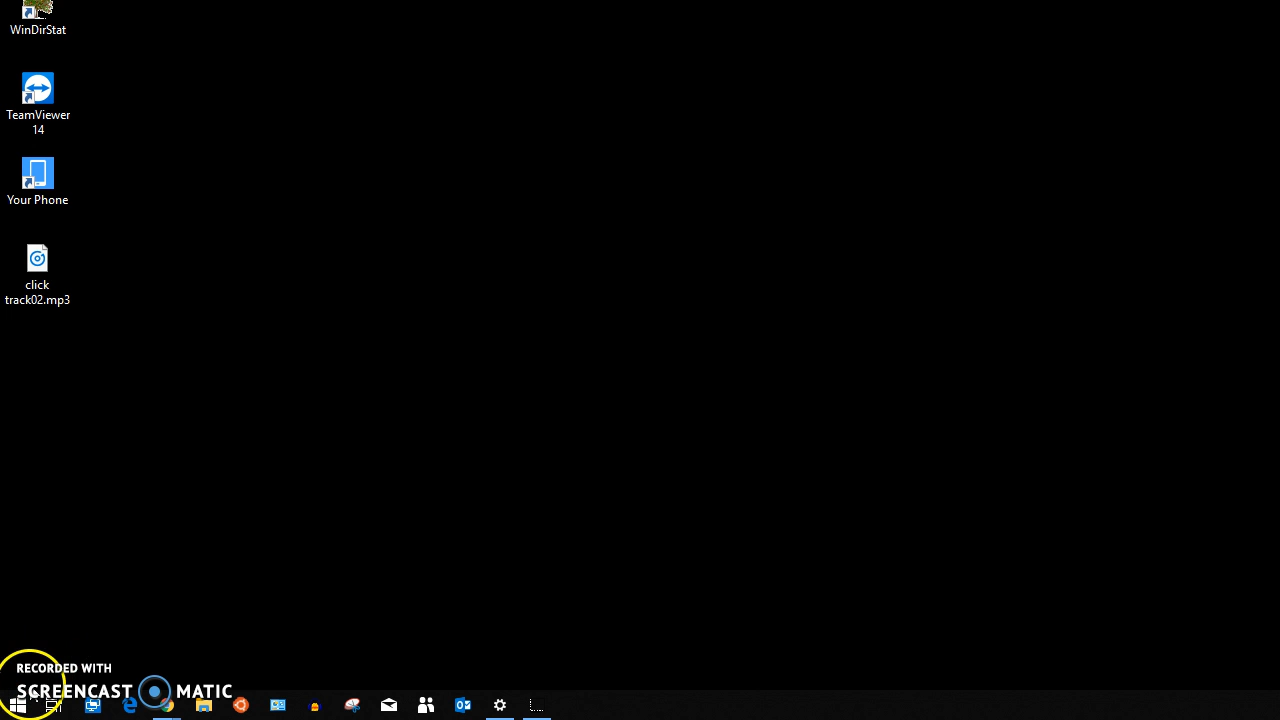 WinDirStat
TeamViewer
14
Your Phone
click
track02.mp3
RECORDED WITH
SCREENCAST MATIC